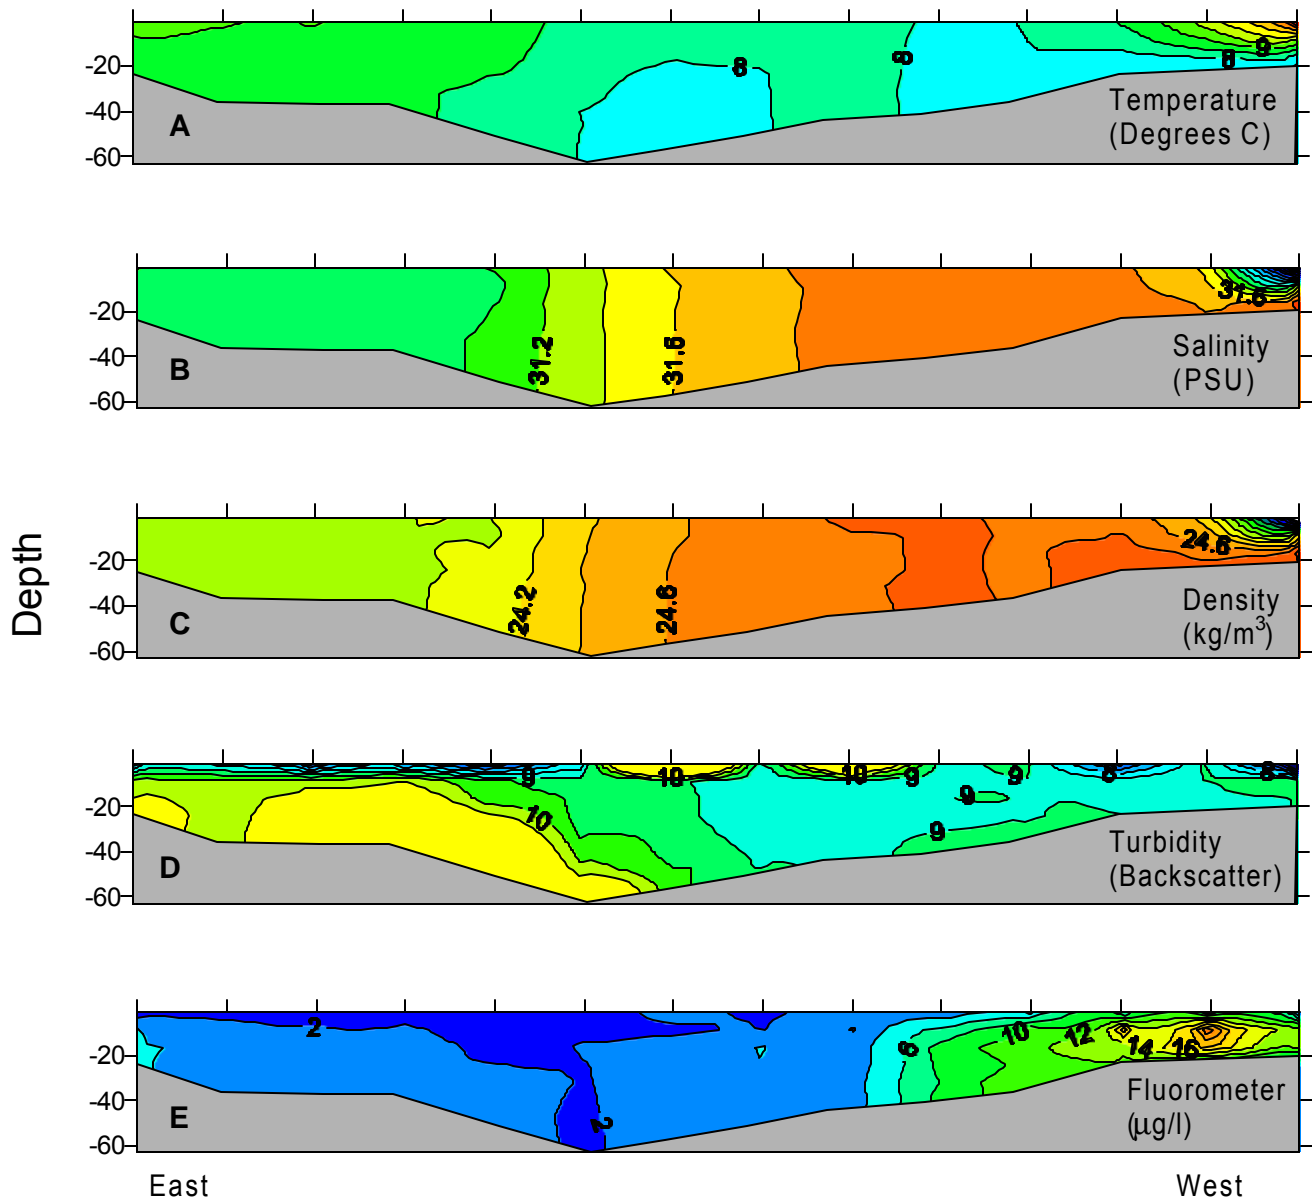 8
8
8
9
-20
-40
-60
A
Temperature
(Degrees C)
31.2
31.6
31.6
-20
-40
-60
B
Salinity
(PSU)
Depth
24.2
24.6
24.6
-20
-40
-60
C
Density
(kg/m³)
9
10
10
9
9
8
8
10
9
9
-20
-40
-60
D
Turbidity
(Backscatter)
2
2
8
10
12
14
16
-20
-40
-60
E
Fluorometer
(μg/l)
East
West